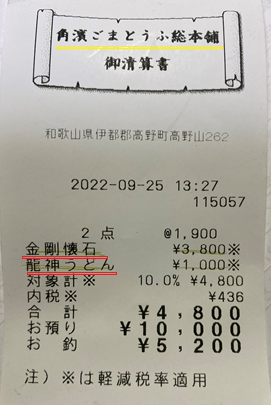 角濱ごまとうふ総本舗
御清算書
和歌山県伊都郡高野町高野山262
2022-09-25 13:27
115057
2点 @1,900
金剛懐石 ¥3,800※
龍神うどん ¥1,000※
対象計※ 10.0% ¥4,800
内税※ ¥436
合計 ¥4,800
お預り ¥10,000
お釣 ¥5,200
注)※は軽減税率適用